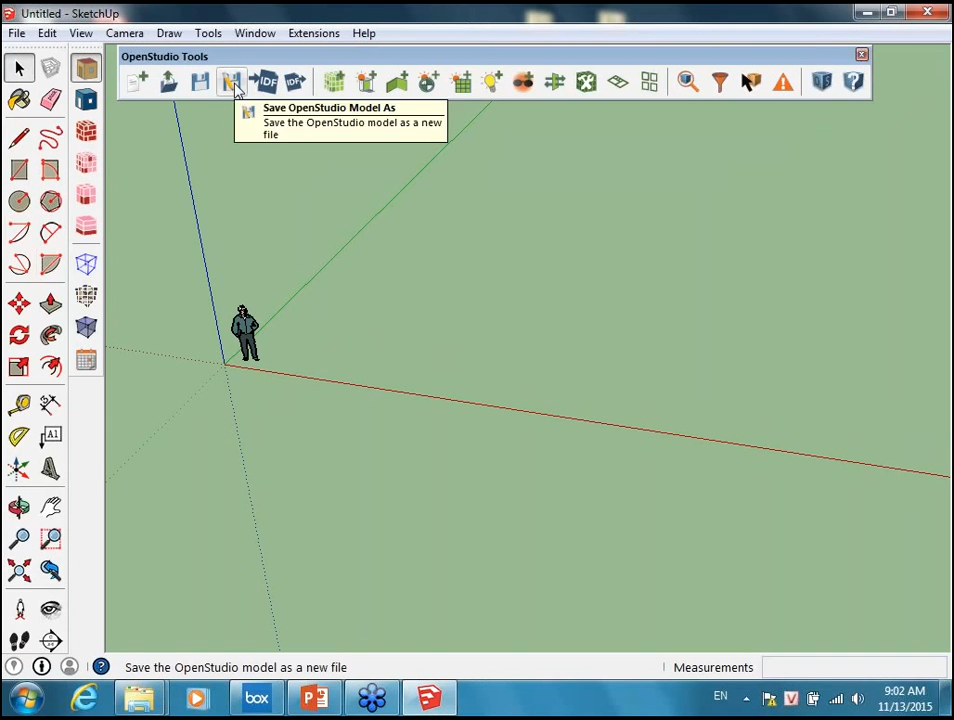 Untitled - SketchUp
File Edit View Camera Draw Tools Window Extensions Help
OpenStudio Tools
IDF IDF
Save OpenStudio Model As
Save the OpenStudio model as a new
file
A1
Save the OpenStudio model as a new file
Measurements
box
EN
9:02 AM
11/13/2015